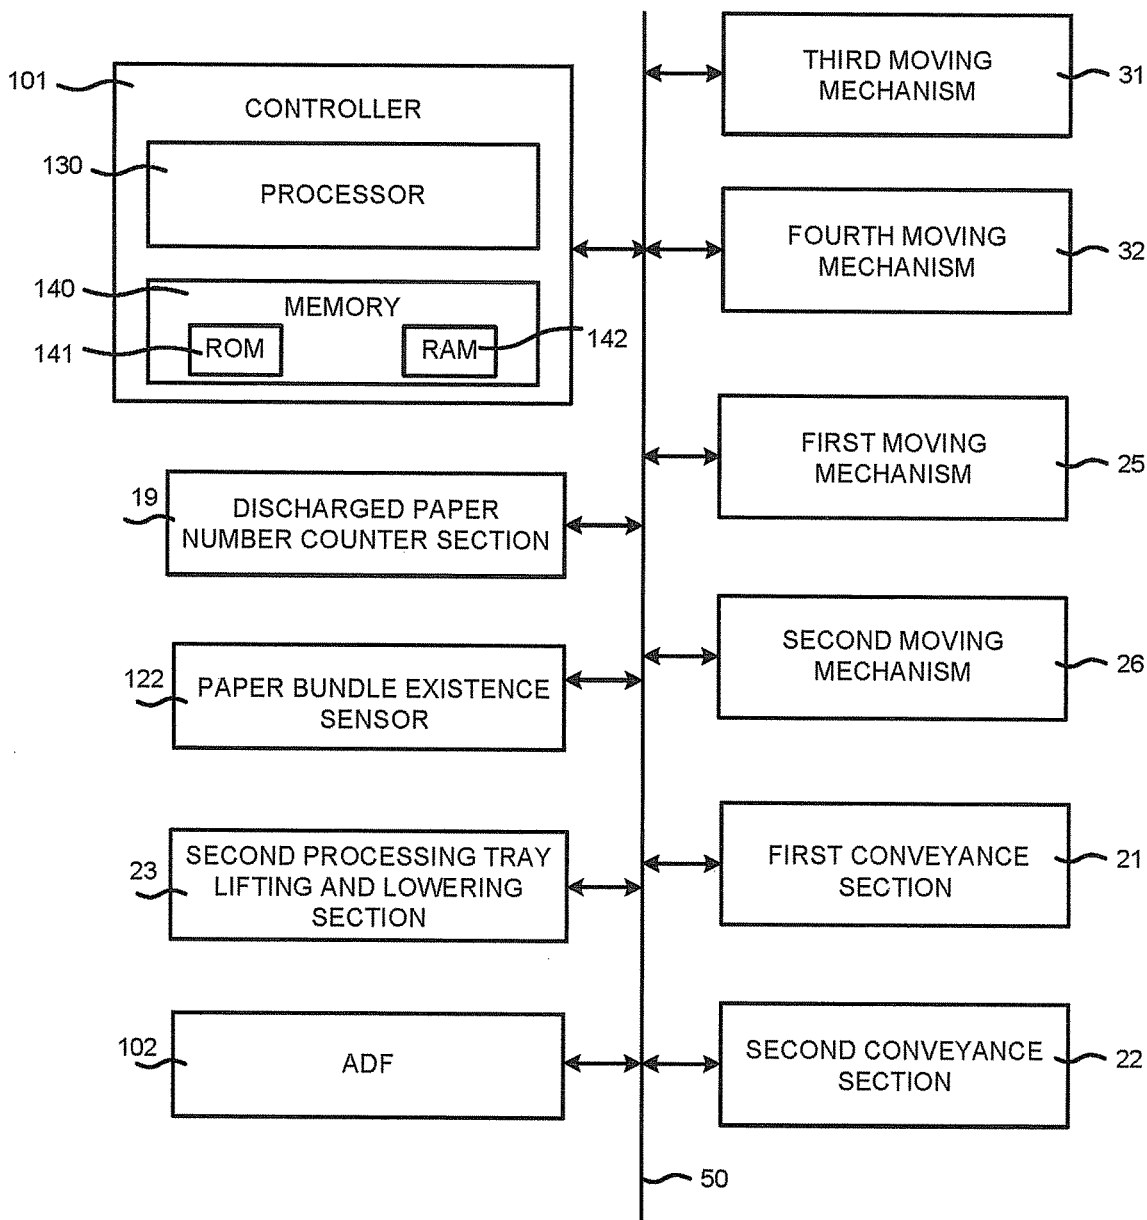 101
CONTROLLER
130
PROCESSOR
140
MEMORY
141
ROM
RAM
142
19
DISCHARGED PAPER
NUMBER COUNTER SECTION
122
PAPER BUNDLE EXISTENCE
SENSOR
23
SECOND PROCESSING TRAY
LIFTING AND LOWERING
SECTION
102
ADF
THIRD MOVING
MECHANISM
31
FOURTH MOVING
MECHANISM
32
FIRST MOVING
MECHANISM
25
SECOND MOVING
MECHANISM
26
FIRST CONVEYANCE
SECTION
21
SECOND CONVEYANCE
SECTION
22
50